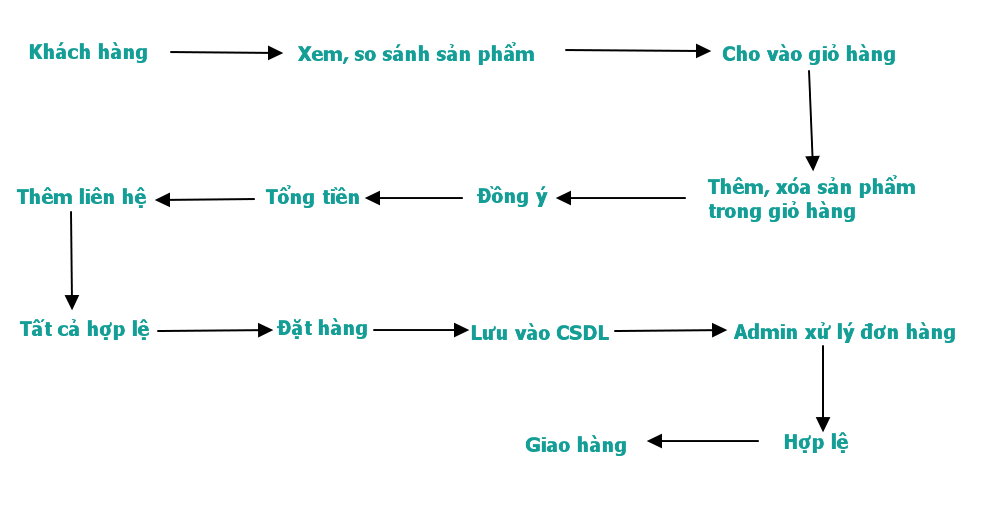 Khách hàng
Xem, so sánh sản phẩm
Cho vào giỏ hàng
Thêm, xóa sản phẩm
trong giỏ hàng
Đồng ý
Tổng tiền
Thêm liên hệ
Tất cả hợp lệ
Đặt hàng
Lưu vào CSDL
Admin xử lý đơn hàng
Hợp lệ
Giao hàng